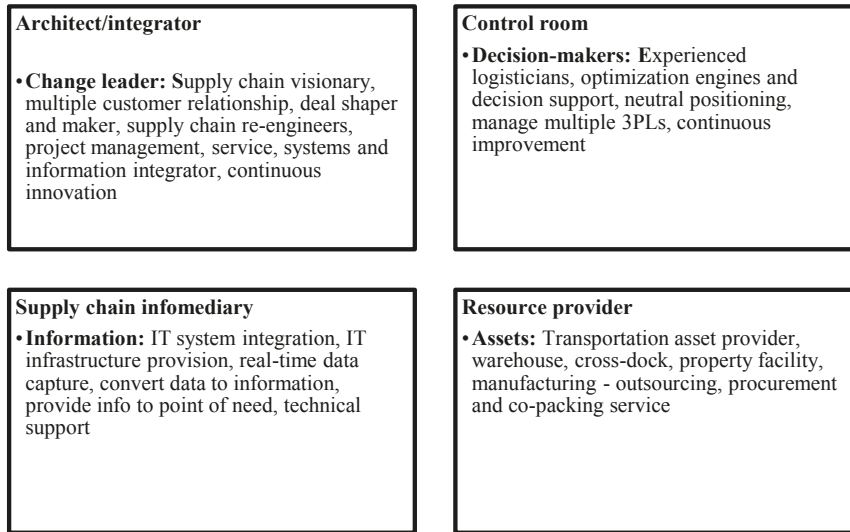 Architect/integrator
•Change leader: Supply chain visionary,
multiple customer relationship, deal shaper
and maker, supply chain re-engineers,
project management, service, systems and
information integrator, continuous
innovation
Control room
•Decision-makers: Experienced
logisticians, optimization engines and
decision support, neutral positioning,
manage multiple 3PLs, continuous
improvement
Supply chain infomediary
•Information: IT system integration, IT
infrastructure provision, real-time data
capture, convert data to information,
provide info to point of need, technical
support
Resource provider
•Assets: Transportation asset provider,
warehouse, cross-dock, property facility,
manufacturing - outsourcing, procurement
and co-packing service